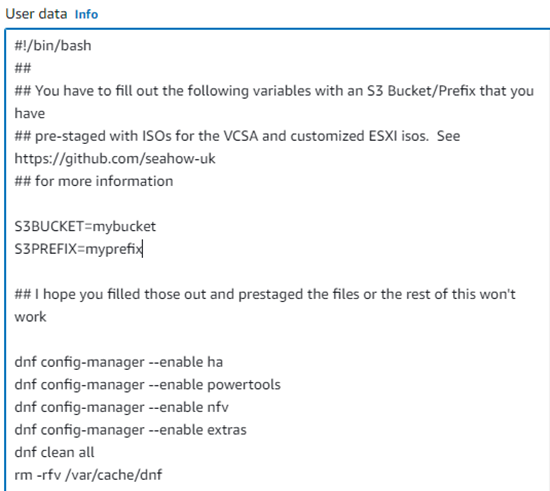 User data Info
#!/bin/bash
##
## You have to fill out the following variables with an S3 Bucket/Prefix that you
have
## pre-staged with ISOs for the VCSA and customized ESXI isos.  See
https://github.com/seahow-uk
## for more information

S3BUCKET=mybucket
S3PREFIX=myprefix

## I hope you filled those out and prestaged the files or the rest of this won't
work

dnf config-manager --enable ha
dnf config-manager --enable powertools
dnf config-manager --enable nfv
dnf config-manager --enable extras
dnf clean all
rm -rfv /var/cache/dnf